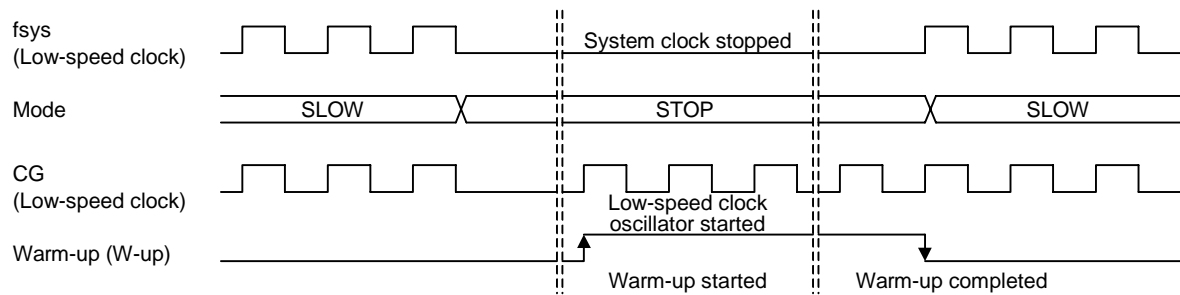 fsys
(Low-speed clock)
System clock stopped
Mode
SLOW
STOP
SLOW
CG
(Low-speed clock)
Low-speed clock
oscillator started
Warm-up (W-up)
Warm-up started
Warm-up completed